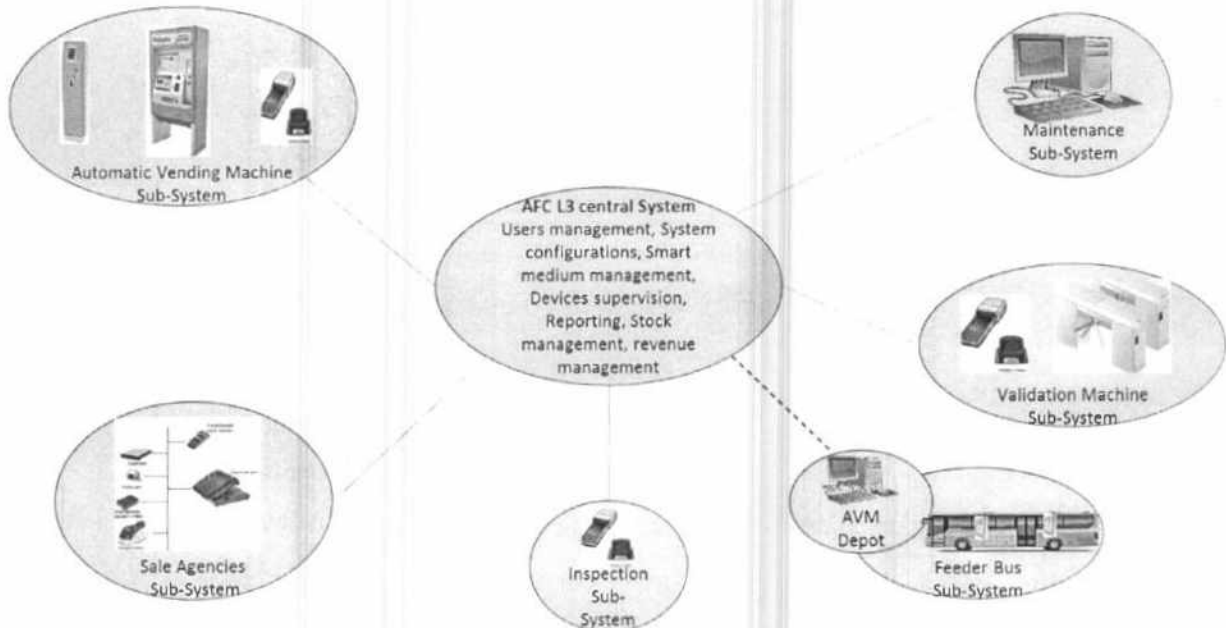 Automatic Vending Machine
Sub-System
Maintenance
Sub-System
AFC L3 central System
Users management, System
configurations, Smart
medium management,
Devices supervision,
Reporting, Stock
management, revenue
management
Validation Machine
Sub-System
Sale Agencies
Sub-System
Inspection
Sub-
System
AVM
Depot
Feeder Bus
Sub-System